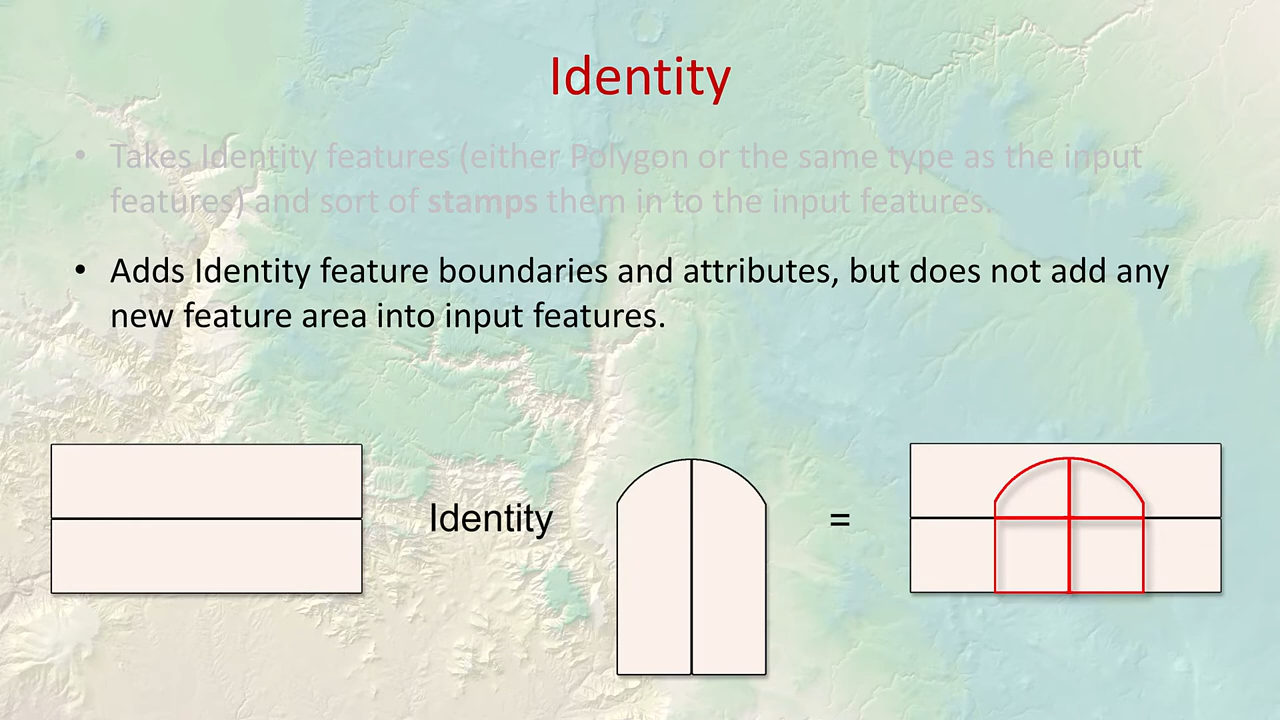 Identity
• Takes Identity features (either Polygon or the same type as the input
features) and sort of stamps them in to the input features.
• Adds Identity feature boundaries and attributes, but does not add any
new feature area into input features.
Identity
=